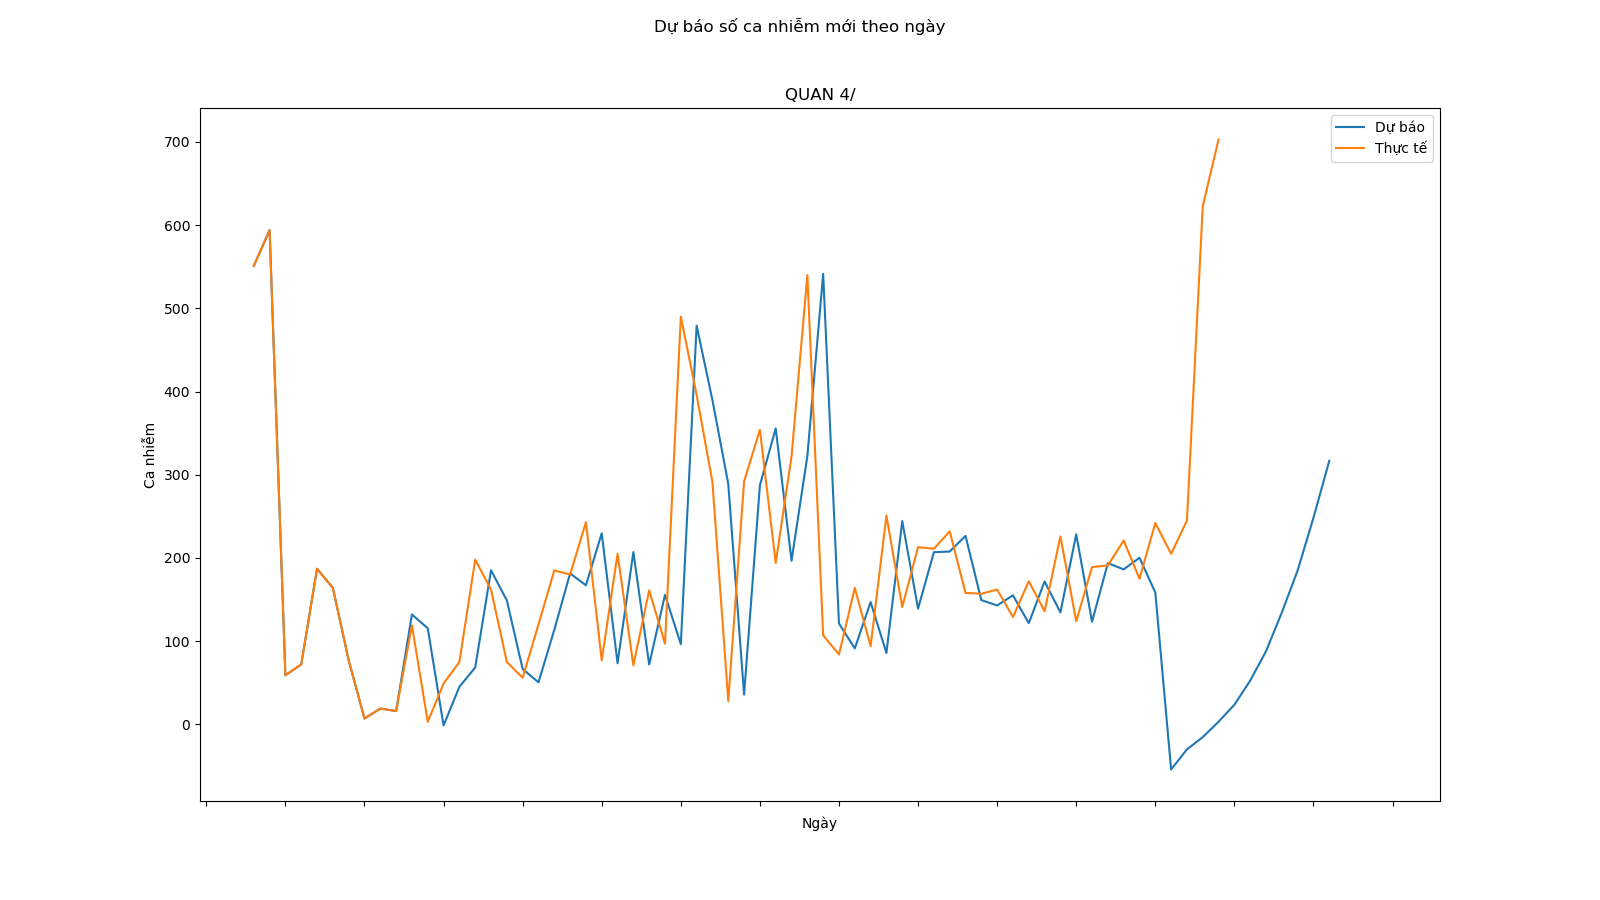 Dự báo số ca nhiễm mới theo ngày
QUAN 4/
Dự báo
Thực tế
700
600
500
400
300
200
100
0
Ca nhiễm
Ngày